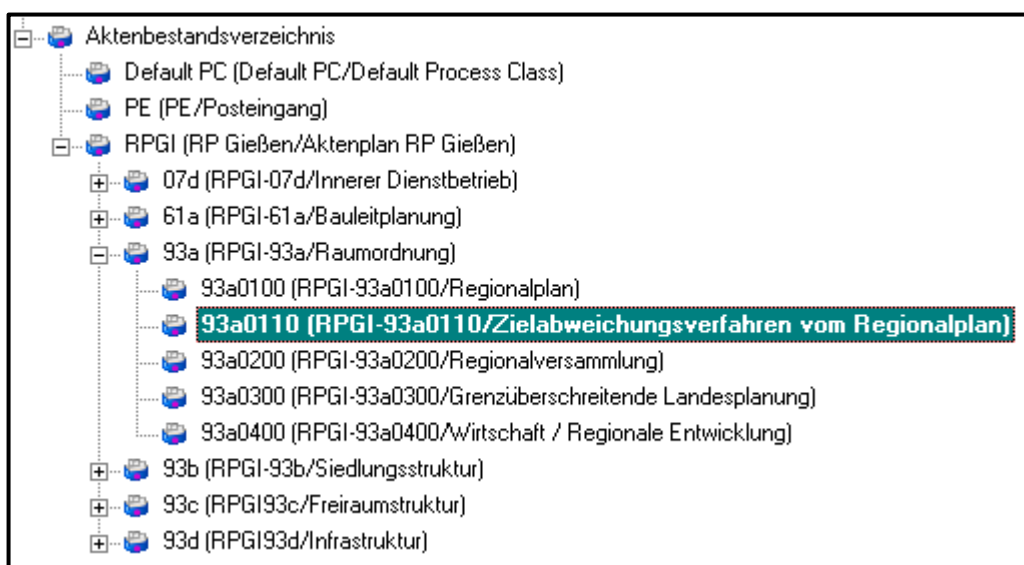 Aktenbestandsverzeichnis
Default PC (Default PC/Default Process Class)
PE (PE/Posteingang)
RPGI (RP Gießen/Aktenplan RP Gießen)
07d (RPGI-07d/Innerer Dienstbetrieb)
61a (RPGI-61a/Bauleitplanung)
93a (RPGI-93a/Raumordnung)
93a0100 (RPGI-93a0100/Regionalplan)
93a0110 (RPGI-93a0110/Zielabweichungsverfahren vom Regionalplan)
93a0200 (RPGI-93a0200/Regionalversammlung)
93a0300 (RPGI-93a0300/Grenzüberschreitende Landesplanung)
93a0400 (RPGI-93a0400/Wirtschaft / Regionale Entwicklung)
93b (RPGI-93b/Siedlungsstruktur)
93c (RPGI93c/Freiraumstruktur)
93d (RPGI93d/Infrastruktur)